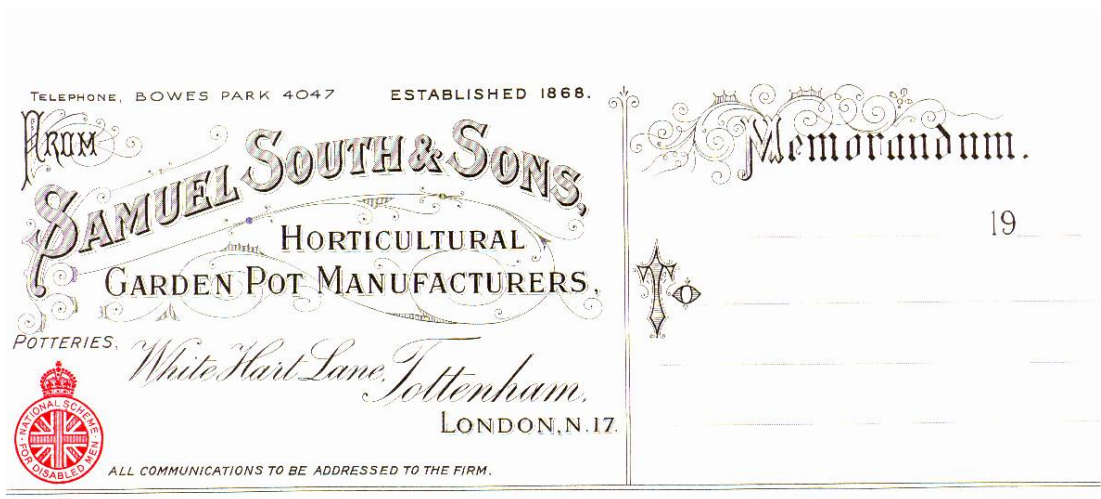 TELEPHONE, BOWES PARK 4047 ESTABLISHED 1868.
FROM
SAMUEL SOUTH & SONS,
HORTICULTURAL
GARDEN POT MANUFACTURERS,
POTTERIES, White Hart Lane, Tottenham,
LONDON, N.17.
NATIONAL SCHEME FOR DISABLED MEN
ALL COMMUNICATIONS TO BE ADDRESSED TO THE FIRM.
Memorandum.
19
To